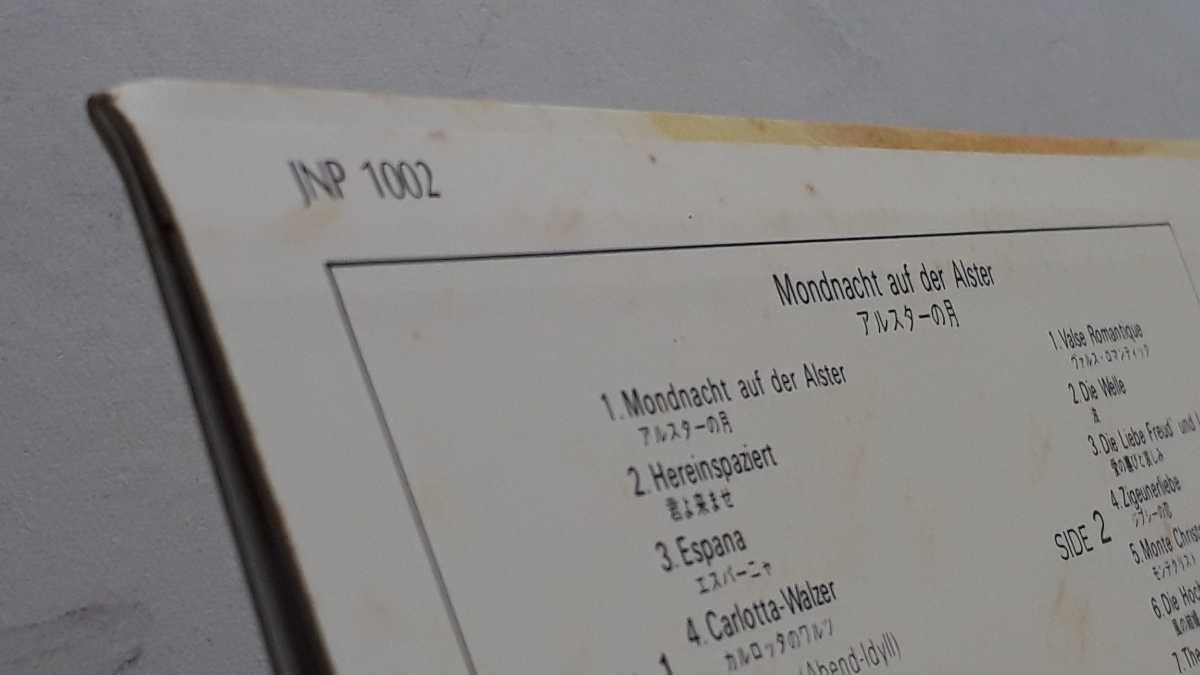 JNP 1002
Mondnacht auf der Alster
アルスターの月
1. Mondnacht auf der Alster
アルスターの月
2. Hereinspaziert
君よ来ませ
3. Espana
エスパーニャ
4. Carlotta-Walzer
カルロッタのワルツ
(Abend-Idyll)
1
1. Valse Romantique
ヴァルス・ロマンティック
2. Die Welle
波
3. Die Liebe Freud' und
愛の喜びと悲しみ
4. Zigeunerliebe
ジプシーの恋
SIDE 2
5. Monte Christo
モンテクリスト
6. Die Hoch
7. The